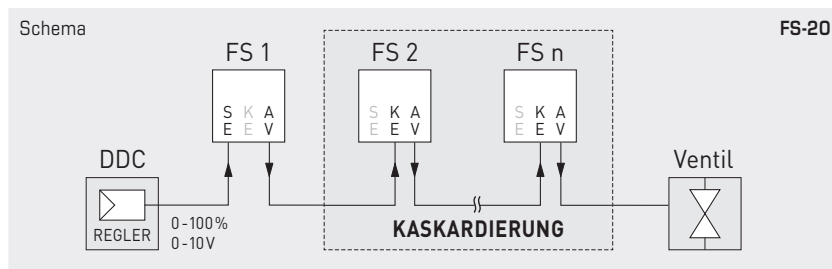 Schema
FS-20
FS 1
FS 2
FS n
S K A
E E V
S K A
E E V
S K A
E E V
DDC
REGLER
0-100%
0-10V
KASKARDIERUNG
Ventil